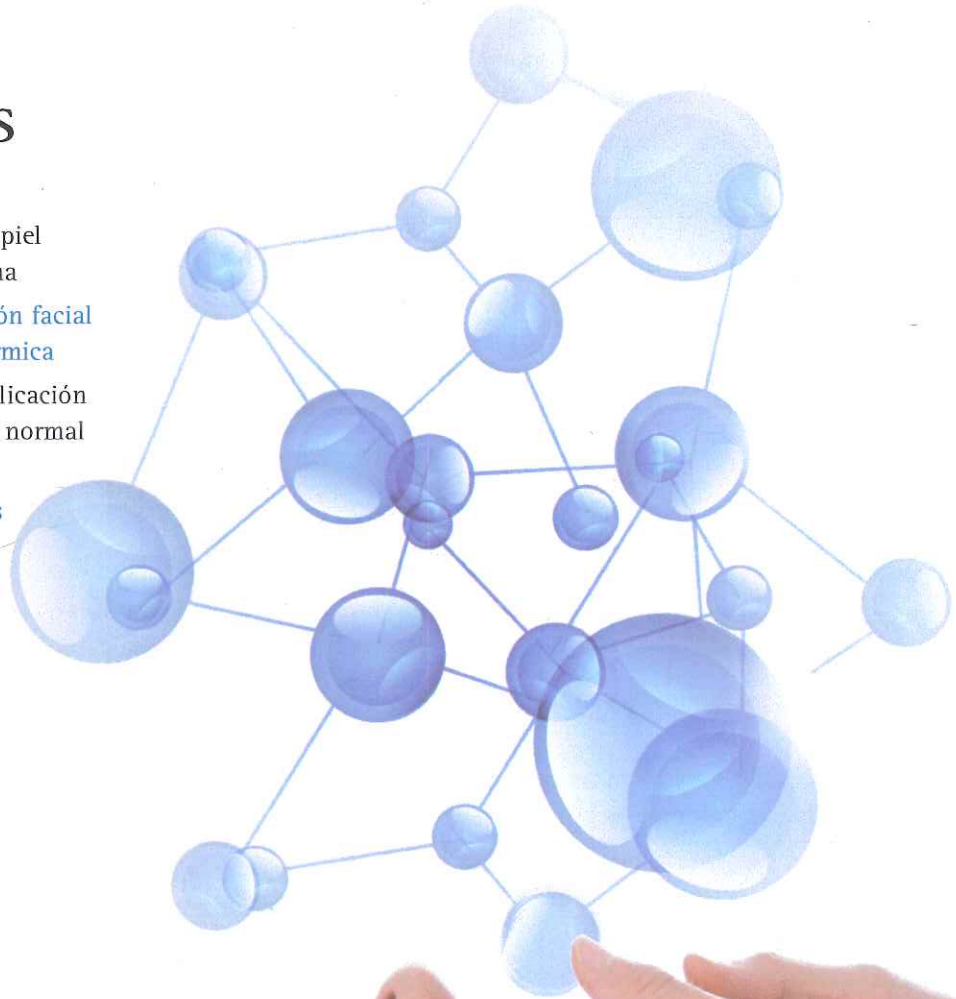 s
piel
na
ón facial
rmica
licación
normal
s